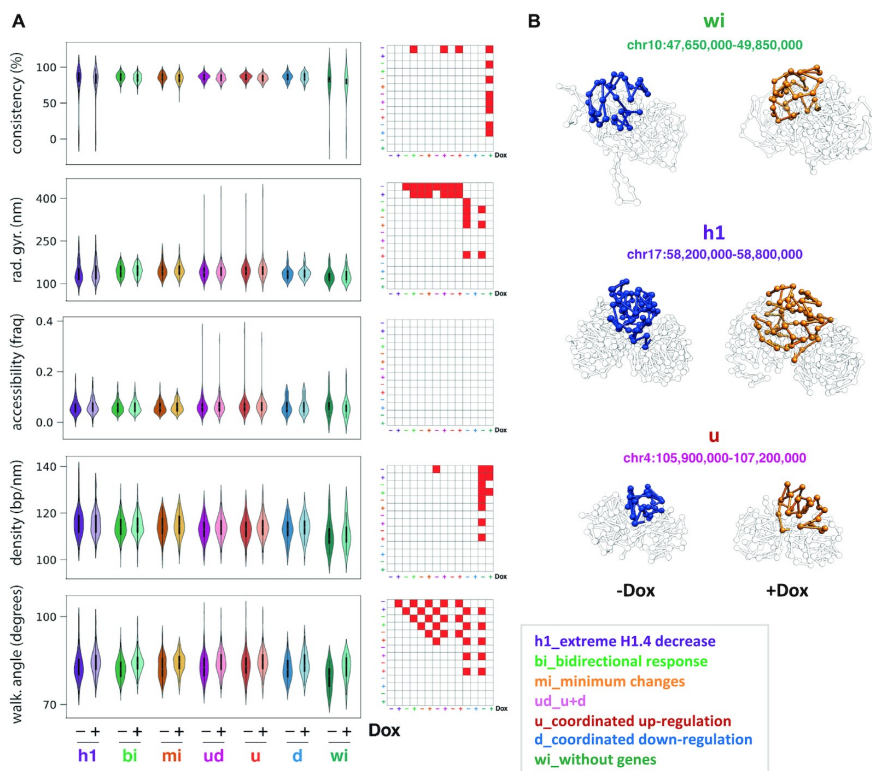 A
consistency (%)
100
50
0
Dox
rad. gyr. (nm)
400
250
100
Dox
accessibility (fraq)
0.4
0.2
0.0
Dox
density (bp/nm)
140
120
100
Dox
walk. angle (degrees)
100
70
Dox
− + − + − + − + − + − + − + Dox
h1 bi mi ud u d wi
B
wi
chr10:47,650,000-49,850,000
h1
chr17:58,200,000-58,800,000
u
chr4:105,900,000-107,200,000
-Dox +Dox
h1_extreme H1.4 decrease
bi_bidirectional response
mi_minimum changes
ud_u+d
u_coordinated up-regulation
d_coordinated down-regulation
wi_without genes